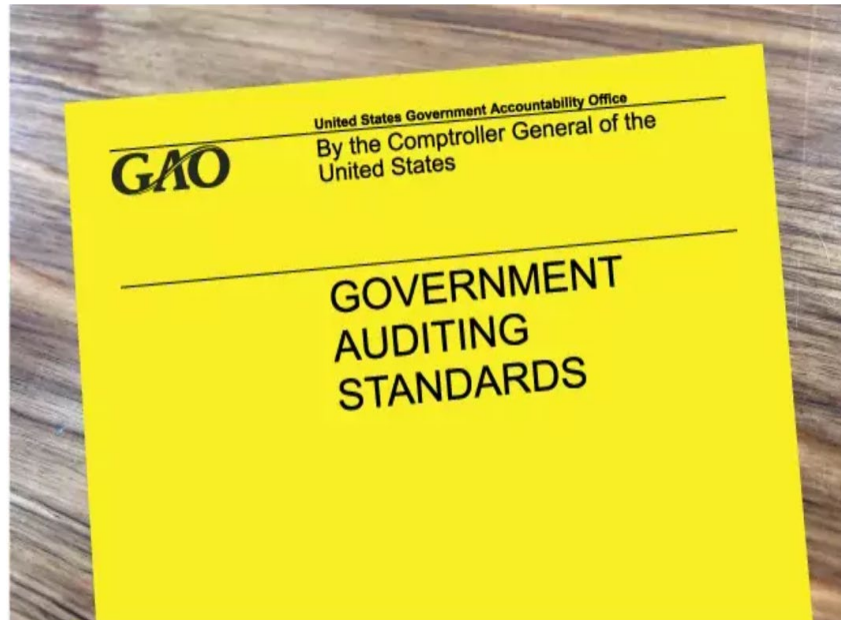 United States Government Accountability Office
GAO
By the Comptroller General of the
United States
GOVERNMENT
AUDITING
STANDARDS